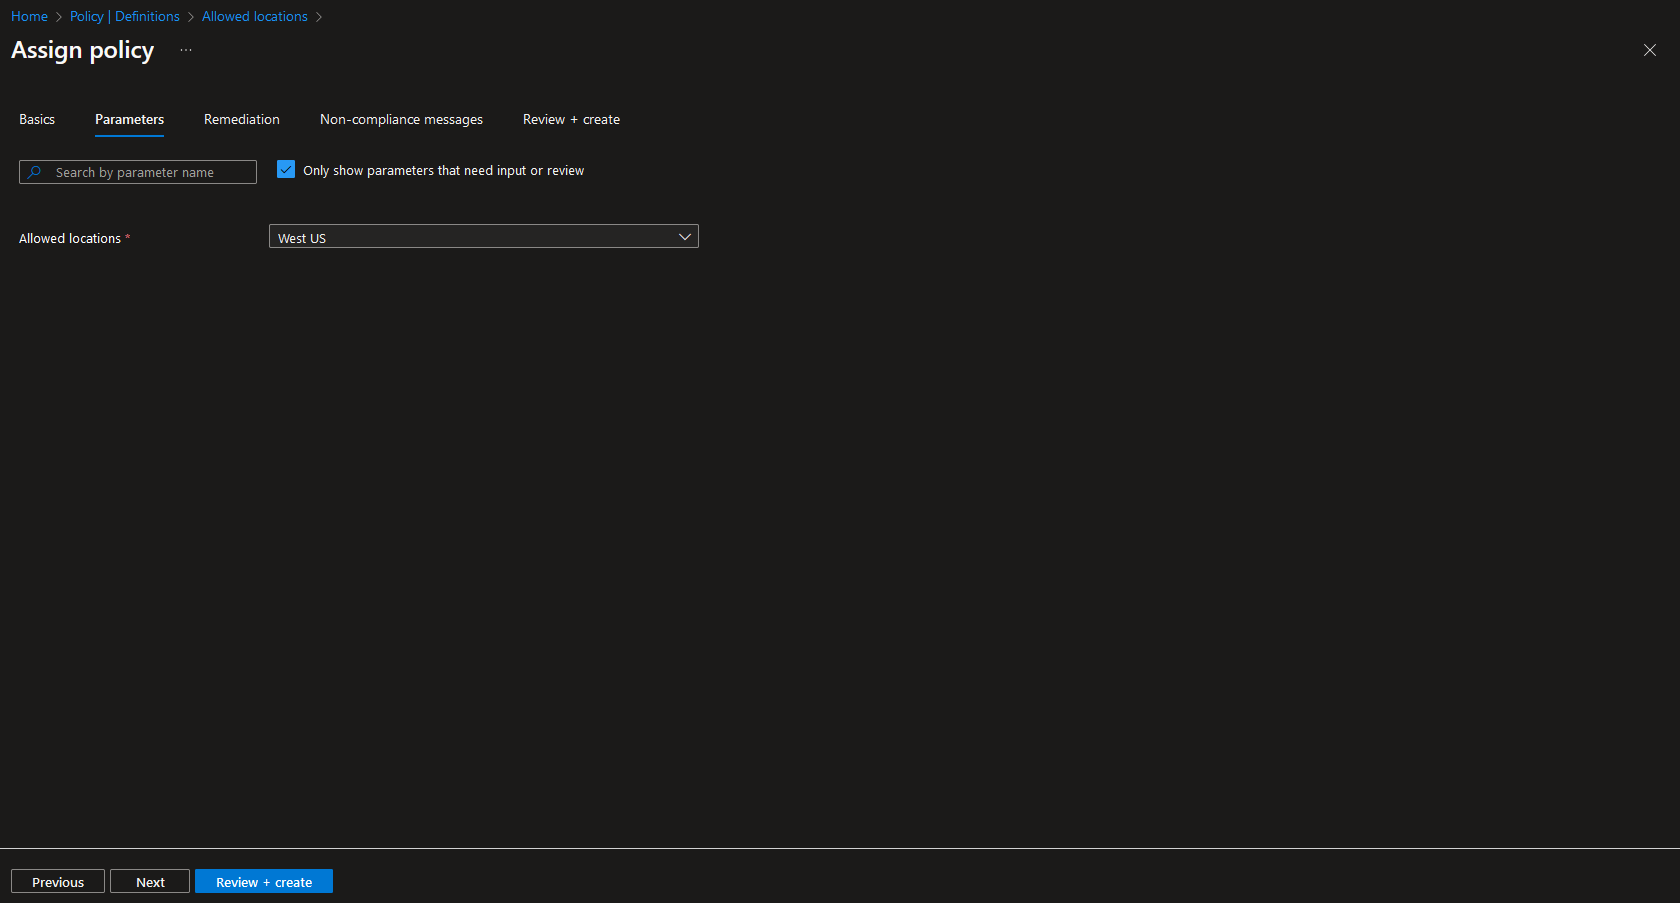 Home > Policy | Definitions > Allowed locations >
Assign policy ...
Basics Parameters Remediation Non-compliance messages Review + create
Search by parameter name Only show parameters that need input or review
Allowed locations * West US
Previous Next Review + create